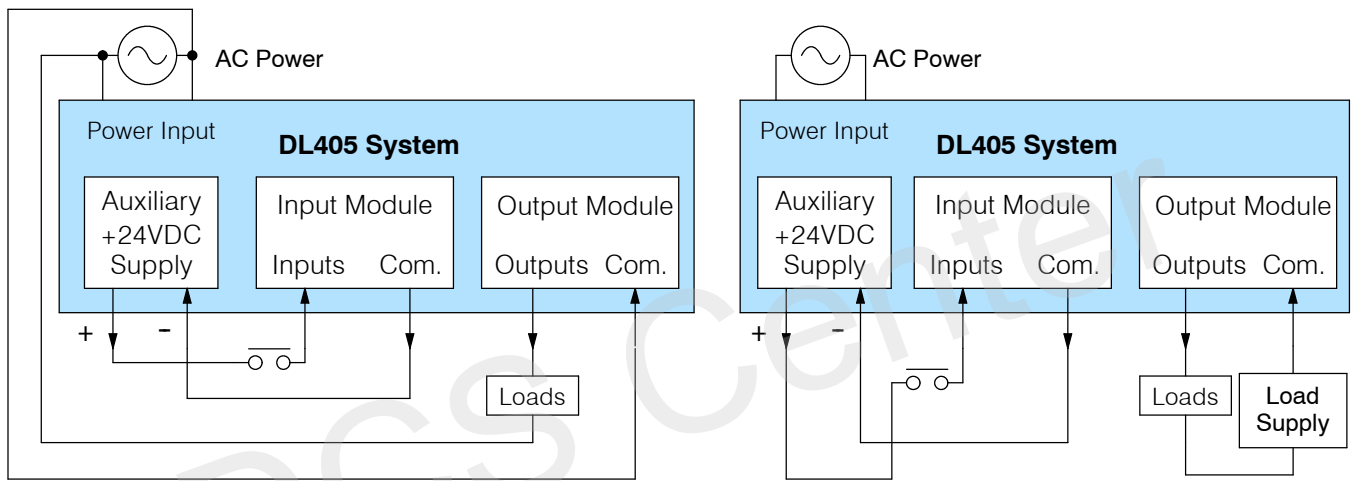 AC Power
Power Input
DL405 System
Auxiliary
+24VDC
Supply
Input Module
Inputs Com.
Output Module
Outputs Com.
+ -
Loads
AC Power
Power Input
DL405 System
Auxiliary
+24VDC
Supply
Input Module
Inputs Com.
Output Module
Outputs Com.
+ -
Loads
Load
Supply
DCS Center